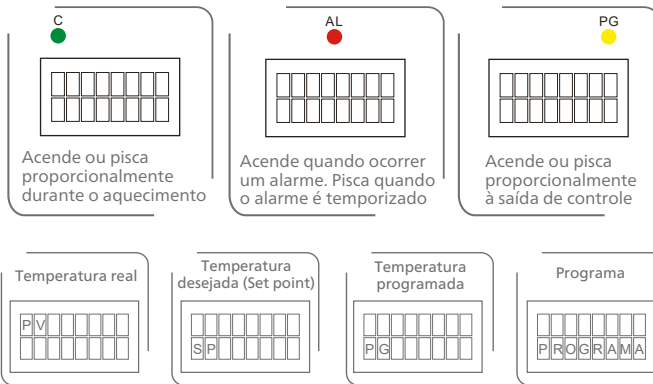 C
AL
PG
Acende ou pisca
proporcionalmente
durante o aquecimento
Acende quando ocorrer
um alarme. Pisca quando
o alarme é temporizado
Acende ou pisca
proporcionalmente
à saída de controle
Temperatura real
PV
Temperatura
desejada (Set point)
SP
Temperatura
programada
PG
Programa
PROGRAMA